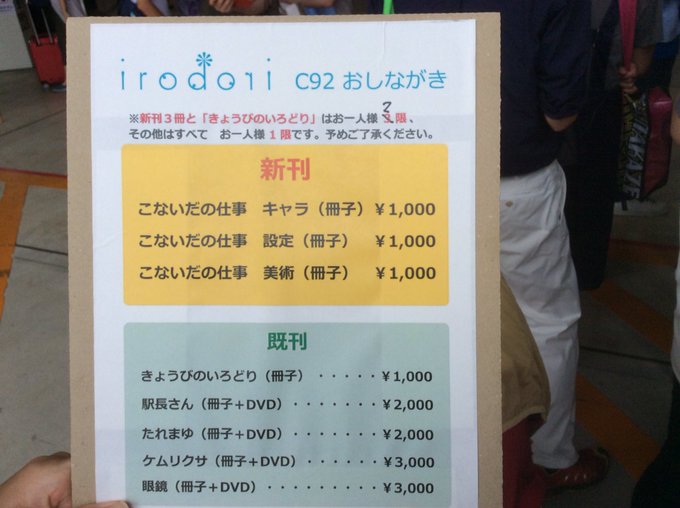 irodori C92 おしながき
※新刊3冊と「きょうびのいろどり」はお一人様 2 限、
その他はすべて お一人様 1 限です。予めご了承ください。
新刊
こないだの仕事 キャラ(冊子) ¥1,000
こないだの仕事 設定(冊子) ¥1,000
こないだの仕事 美術(冊子) ¥1,000
既刊
きょうびのいろどり(冊子) ・・・・・¥1,000
駅長さん(冊子+DVD)・・・・・・・¥2,000
たれまゆ(冊子+DVD)・・・・・・・¥2,000
ケムリクサ(冊子+DVD)・・・・・・¥3,000
眼鏡(冊子+DVD)・・・・・・・・・¥3,000